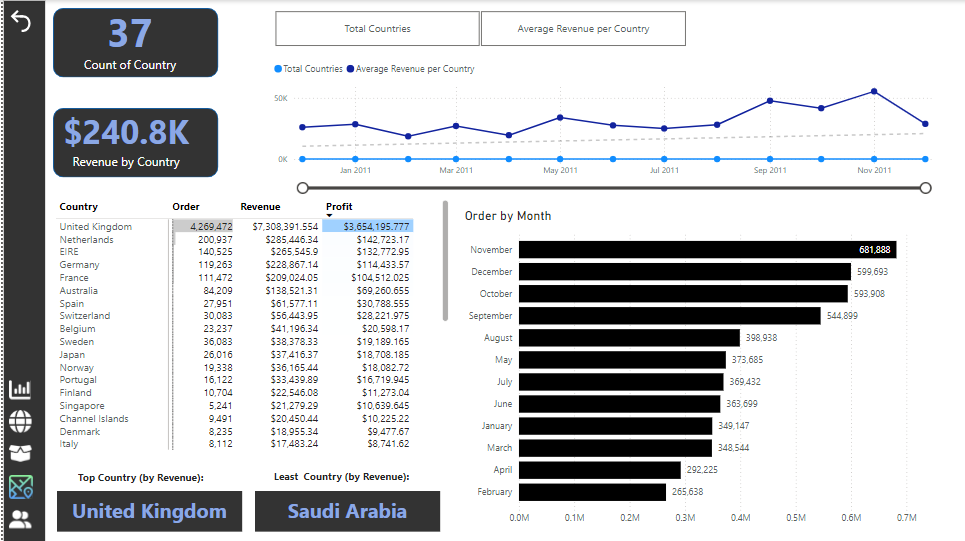 37
Count of Country
$240.8K
Revenue by Country
Total Countries Average Revenue per Country
Total Countries Average Revenue per Country
50K
0K
Jan 2011 Mar 2011 May 2011 Jul 2011 Sep 2011 Nov 2011
Country Order Revenue Profit
United Kingdom 4,269,472 $7,308,391.554 $3,654,195.777
Netherlands 200,937 $285,446.34 $142,723.17
EIRE 140,525 $265,545.9 $132,772.95
Germany 119,263 $228,867.14 $114,433.57
France 111,472 $209,024.05 $104,512.025
Australia 84,209 $138,521.31 $69,260.655
Spain 27,951 $61,577.11 $30,788.555
Switzerland 30,083 $56,443.95 $28,221.975
Belgium 23,237 $41,196.34 $20,598.17
Sweden 36,083 $38,378.33 $19,189.165
Japan 26,016 $37,416.37 $18,708.185
Norway 19,338 $36,165.44 $18,082.72
Portugal 16,122 $33,439.89 $16,719.945
Finland 10,704 $22,546.08 $11,273.04
Singapore 5,241 $21,279.29 $10,639.645
Channel Islands 9,491 $20,450.44 $10,225.22
Denmark 8,235 $18,955.34 $9,477.67
Italy 8,112 $17,483.24 $8,741.62
Top Country (by Revenue):
United Kingdom
Least Country (by Revenue):
Saudi Arabia
Order by Month
November 681,888
December 599,693
October 593,908
September 544,899
August 398,938
May 373,685
July 369,432
June 363,699
January 349,147
March 348,544
April 292,225
February 265,638
0.0M 0.1M 0.2M 0.3M 0.4M 0.5M 0.6M 0.7M